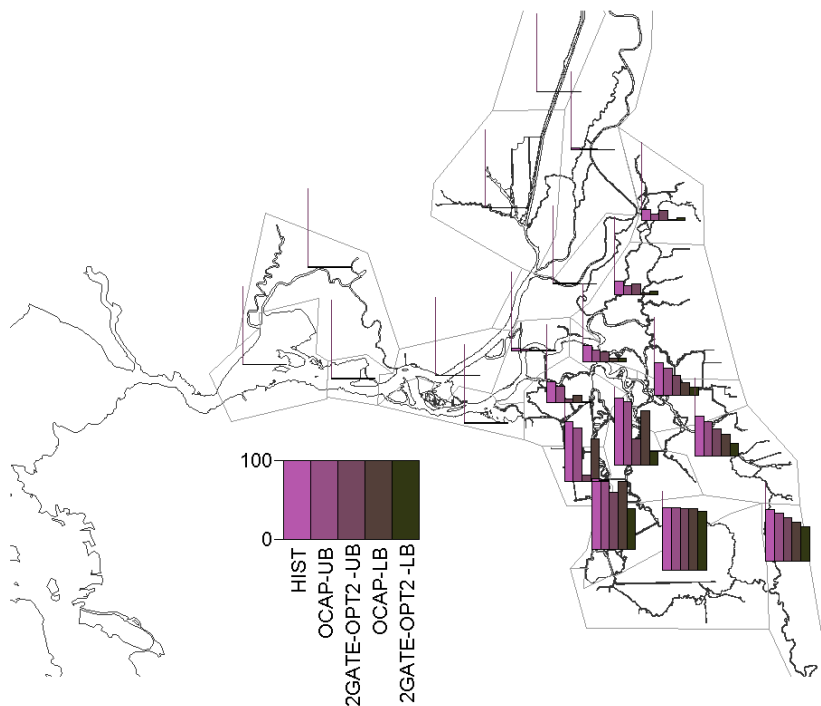 100
0
HIST
OCAP-UB
2GATE-OPT2 -UB
OCAP-LB
2GATE-OPT2 -LB